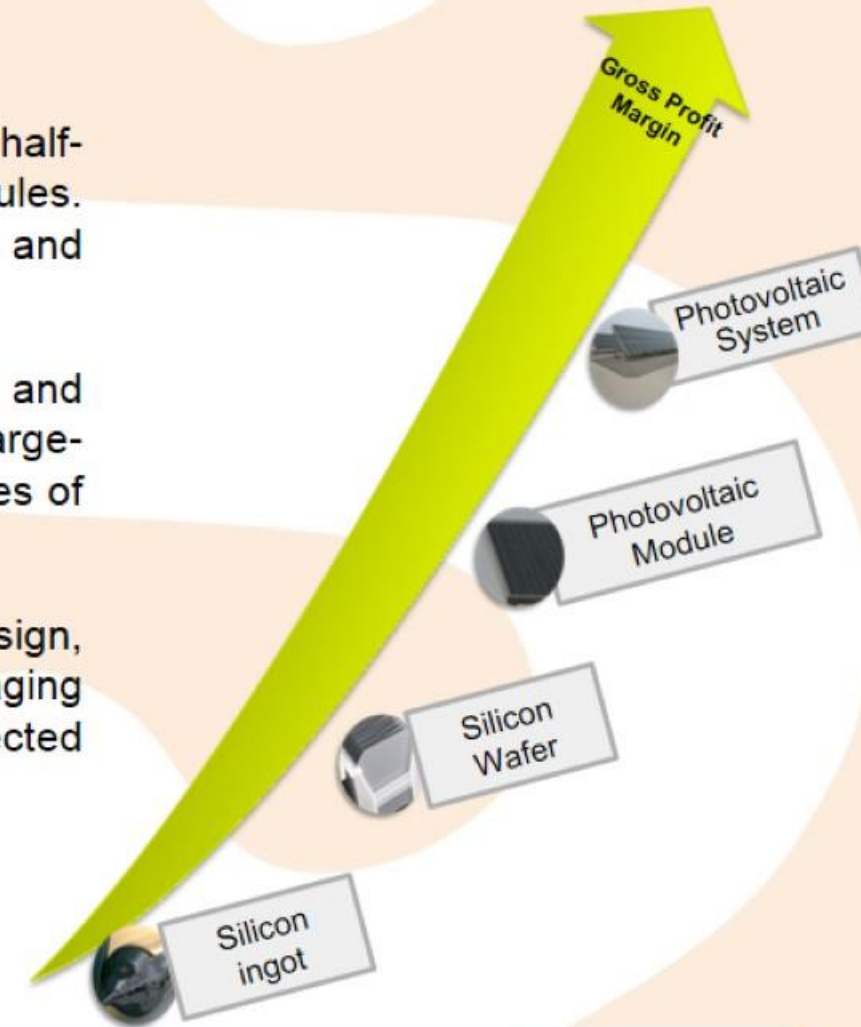 half-
ules.
and
and
arge-
es of
sign,
ging
ected
Gross Profit
Margin
Photovoltaic
System
Photovoltaic
Module
Silicon
Wafer
Silicon
ingot